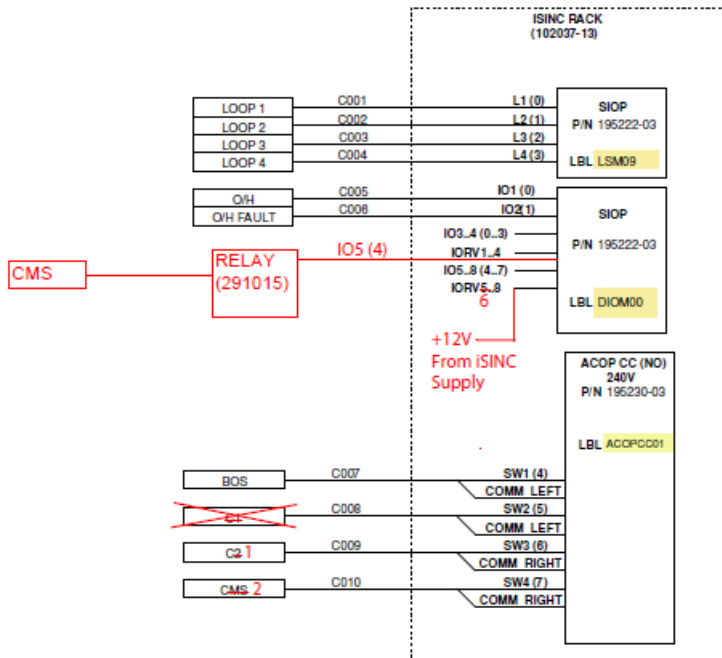 ISINC RACK
(102037-13)
LOOP 1
C001
L1 (0)
LOOP 2
C002
L2 (1)
LOOP 3
C003
L3 (2)
LOOP 4
C004
L4 (3)
SIOP
P/N 195222-03
LBL LSM09
O/H
C005
IO1 (0)
O/H FAULT
C006
IO2(1)
SIOP
P/N 195222-03
LBL DIOM00
IO3..4 (0..3)
IORV1..4
IO5..8 (4..7)
IORV5..8
6
CMS
RELAY
(291015)
IO5 (4)
+12V
From iSINC
Supply
ACOP CC (NO)
240V
P/N 195230-03
LBL ACOPCC01
BOS
C007
SW1 (4)
COMM LEFT
C1
C008
SW2 (5)
COMM LEFT
C2 1
C009
SW3 (6)
COMM RIGHT
CMS 2
C010
SW4 (7)
COMM RIGHT